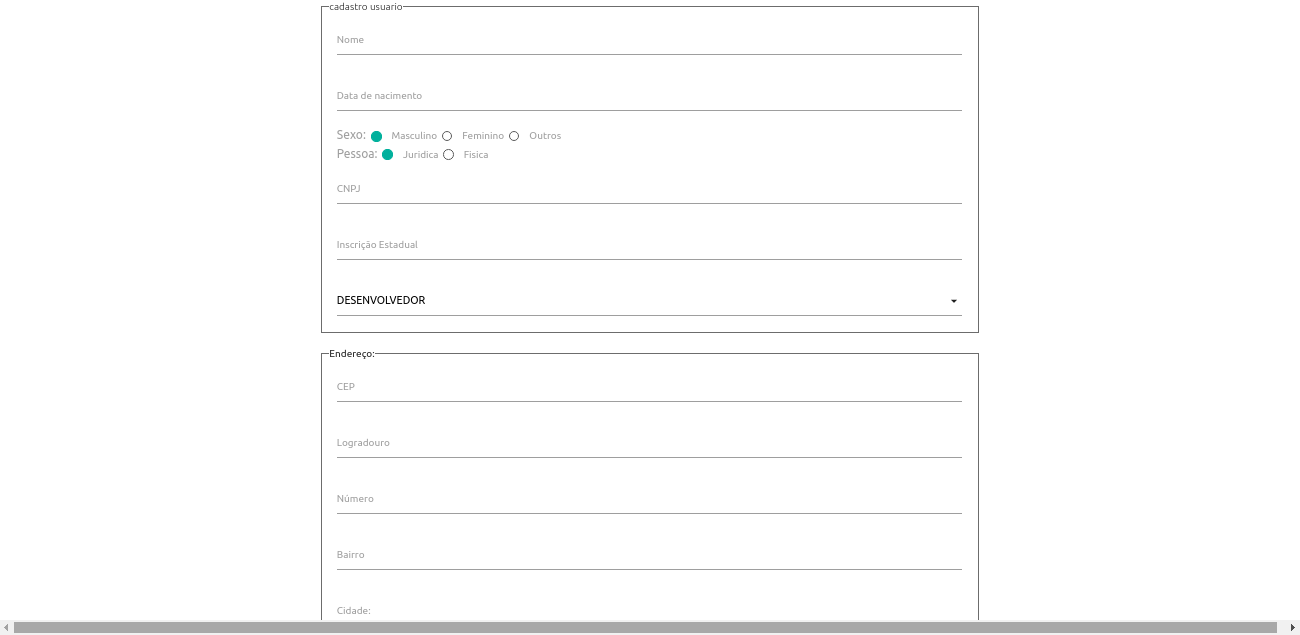 cadastro usuario
Nome
Data de nacimento
Sexo: Masculino Feminino Outros
Pessoa: Juridica Fisica
CNPJ
Inscrição Estadual
DESENVOLVEDOR
Endereço:
CEP
Logradouro
Número
Bairro
Cidade: